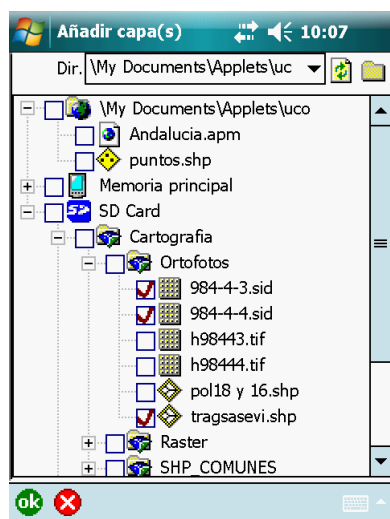 Añadir capa(s) 10:07
Dir. \My Documents\Applets\uc
\My Documents\Applets\uco
Andalucia.apm
puntos.shp
Memoria principal
SD Card
Cartografia
Ortofotos
984-4-3.sid
984-4-4.sid
h98443.tif
h98444.tif
pol18 y 16.shp
tragsasevi.shp
Raster
SHP_COMUNES
ok